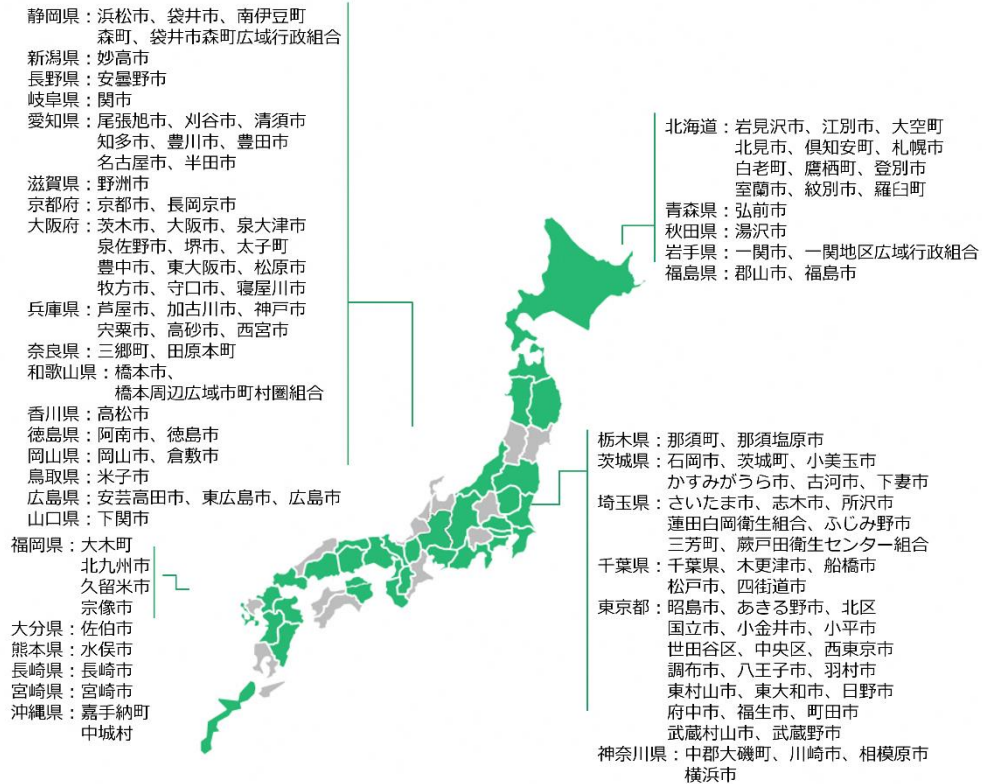 静岡県：浜松市、袋井市、南伊豆町
森町、袋井市森町広域行政組合
新潟県：妙高市
長野県：安曇野市
岐阜県：関市
愛知県：尾張旭市、刈谷市、清須市
知多市、豊川市、豊田市
名古屋市、半田市
滋賀県：野洲市
京都府：京都市、長岡京市
大阪府：茨木市、大阪市、泉大津市
泉佐野市、堺市、太子町
豊中市、東大阪市、松原市
牧方市、守口市、寝屋川市
兵庫県：芦屋市、加古川市、神戸市
宍粟市、高砂市、西宮市
奈良県：三郷町、田原本町
和歌山県：橋本市、
橋本周辺広域市町村圏組合
香川県：高松市
徳島県：阿南市、徳島市
岡山県：岡山市、倉敷市
鳥取県：米子市
広島県：安芸高田市、東広島市、広島市
山口県：下関市
福岡県：大木町
北九州市
久留米市
宗像市
大分県：佐伯市
熊本県：水俣市
長崎県：長崎市
宮崎県：宮崎市
沖縄県：嘉手納町
中城村
北海道：岩見沢市、江別市、大空町
北見市、倶知安町、札幌市
白老町、鷹栖町、登別市
室蘭市、紋別市、羅臼町
青森県：弘前市
秋田県：湯沢市
岩手県：一関市、一関地区広域行政組合
福島県：郡山市、福島市
栃木県：那須町、那須塩原市
茨城県：石岡市、茨城町、小美玉市
かすみがうら市、古河市、下妻市
埼玉県：さいたま市、志木市、所沢市
蓮田白岡衛生組合、ふじみ野市
三芳町、蕨戸田衛生センター組合
千葉県：千葉県、木更津市、船橋市
松戸市、四街道市
東京都：昭島市、あきる野市、北区
国立市、小金井市、小平市
世田谷区、中央区、西東京市
調布市、八王子市、羽村市
東村山市、東大和市、日野市
府中市、福生市、町田市
武蔵村山市、武蔵野市
神奈川県：中郡大磯町、川崎市、相模原市
横浜市